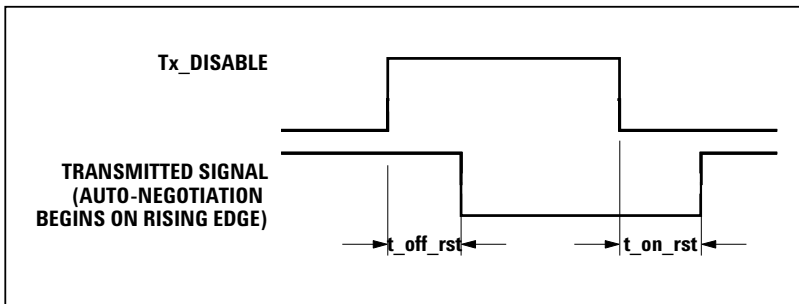 Tx_DISABLE
TRANSMITTED SIGNAL
(AUTO-NEGOTIATION
BEGINS ON RISING EDGE)
t_off_rst
t_on_rst